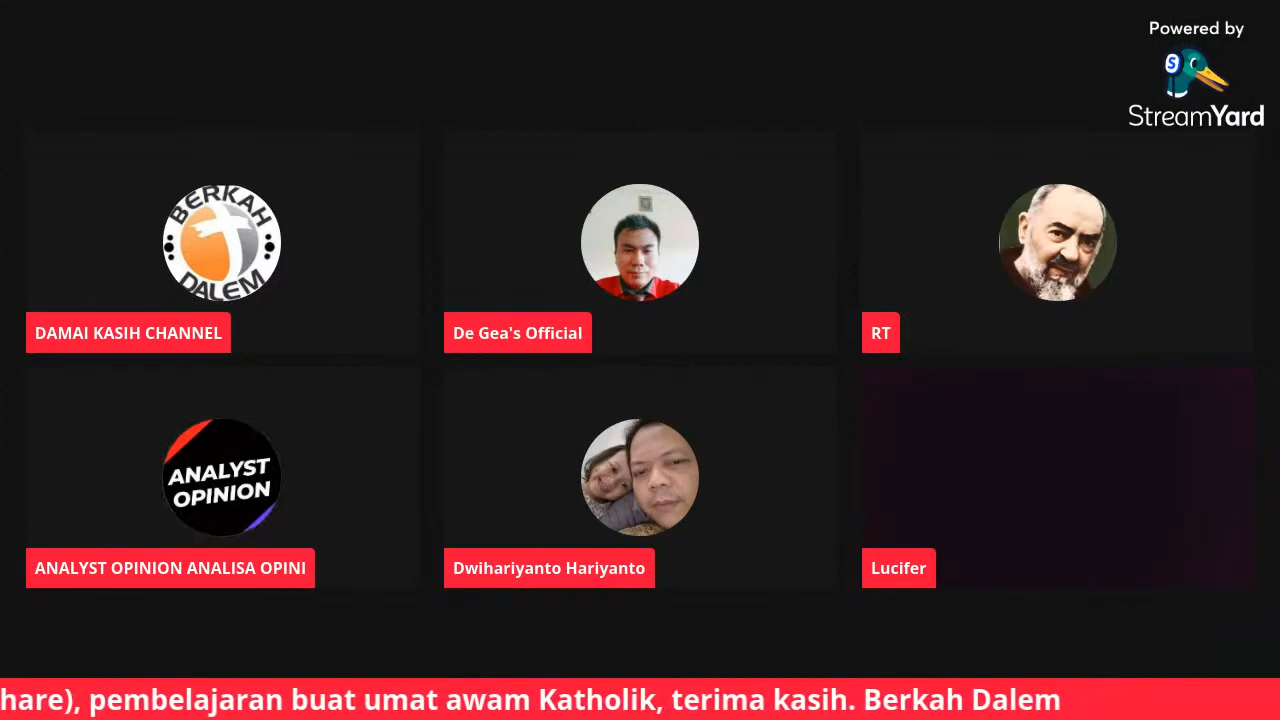 Powered by
S
StreamYard
BERKAH
DALEM
DAMAI KASIH CHANNEL
De Gea's Official
RT
ANALYST
OPINION
ANALYST OPINION ANALISA OPINI
Dwihariyanto Hariyanto
Lucifer
hare), pembelajaran buat umat awam Katholik, terima kasih. Berkah Dalem